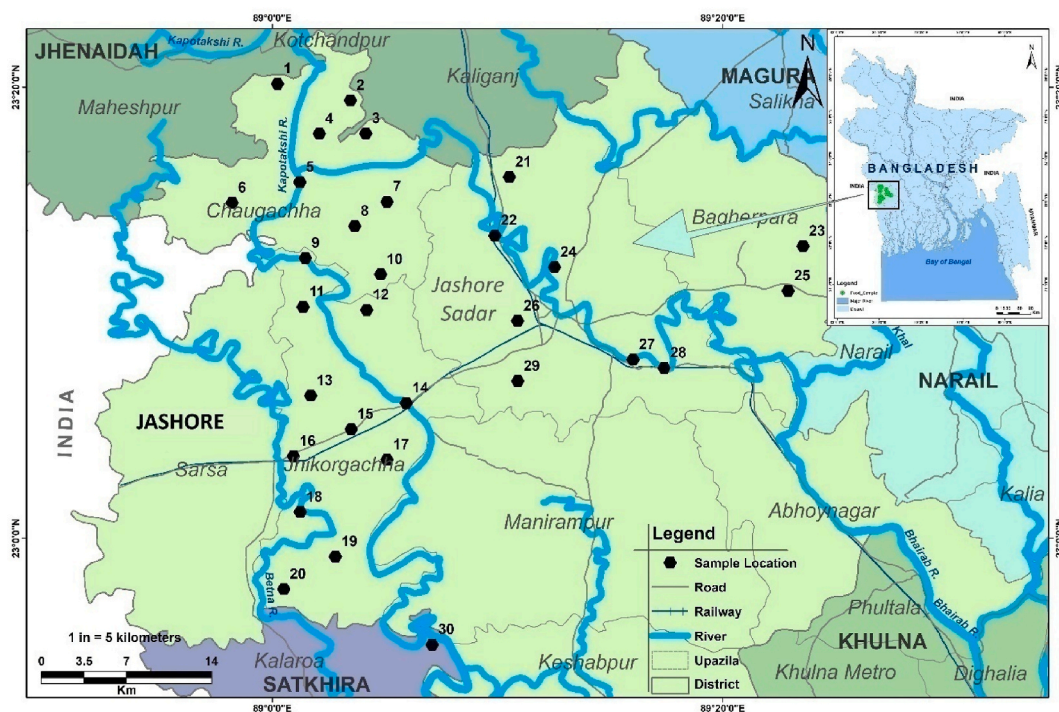 89°0'0"E
89°20'0"E
JHENAIDAH
Kapotakshi R.
Kotchandpur
Kaliganj
MAGURA
Salikha
N
23°20'0"N
Maheshpur
1
2
3
4
Kapotakshi R.
5
6
7
Chaugachha
8
9
10
11
12
13
14
15
16
17
18
19
20
21
22
23
24
25
26
27
28
29
30
Bagherpara
Jashore
Sadar
INDIA
JASHORE
Sarsa
Jhikorgachha
Manirampur
Abhoynagar
Narail
Khal
NARAIL
Kalia
23°0'0"N
Betna R.
Bhairab R.
Bhairab R.
Phultala
KHULNA
Khulna Metro
Dighalia
Keshabpur
Kalaroa
SATKHIRA
1 in = 5 kilometers
0 3.5 7 14
Km
Legend
Sample Location
Road
Railway
River
Upazila
District
INDIA
BANGLADESH
INDIA
INDIA
MYANMAR
Bay of Bengal
Legend
Major River
89°0'0"E
89°20'0"E